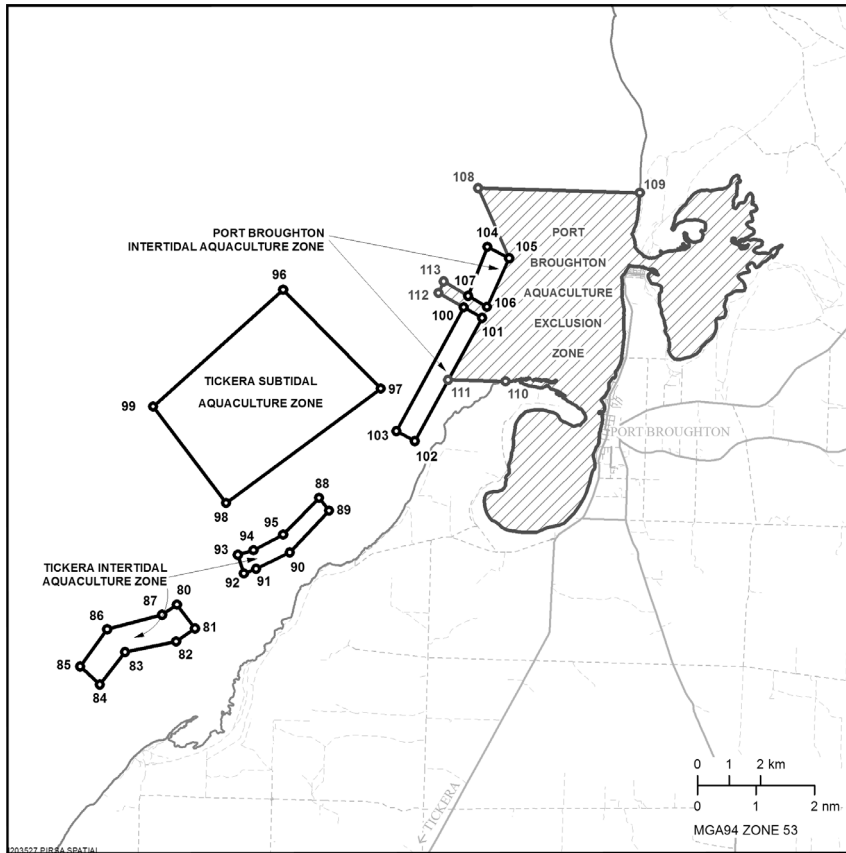 108
109
PORT BROUGHTON
INTERTIDAL AQUACULTURE ZONE
104
105
PORT
BROUGHTON
AQUACULTURE
EXCLUSION
ZONE
113
107
112
106
100
101
96
97
TICKERA SUBTIDAL
AQUACULTURE ZONE
99
111
110
103
102
PORT BROUGHTON
98
88
89
95
94
93
90
92
91
TICKERA INTERTIDAL
AQUACULTURE ZONE
80
87
86
81
82
83
85
84
0 1 2 km
0 1 2 nm
MGA94 ZONE 53
← TICKERA
203527 PIRSA SPATIAL